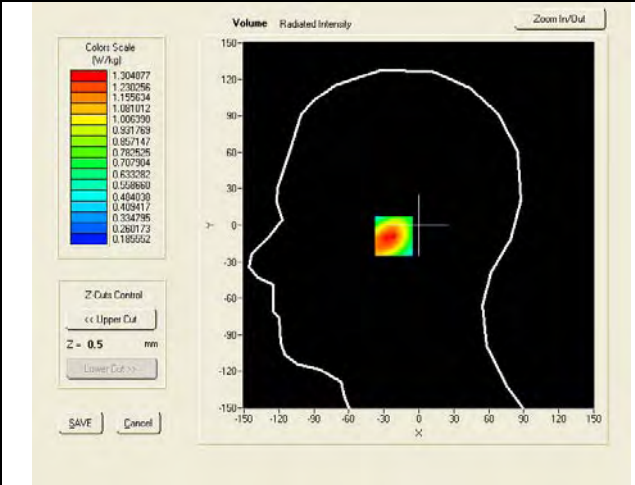 Volume Radiated Intensity
Zoom In/Out
Colors Scale
(W/kg)
1.304877
1.230256
1.155634
1.081012
1.006390
0.931769
0.857147
0.782525
0.707904
0.633282
0.558660
0.484038
0.409417
0.334795
0.260173
0.185552
Z-Cuts Control
<< Upper Cut
Z = 0.5 mm
Lower Cut >>
SAVE Cancel
150
120
90
60
30
0
-30
-60
-90
-120
-150
Y
-150 -120 -90 -60 -30 0 30 60 90 120 150
X